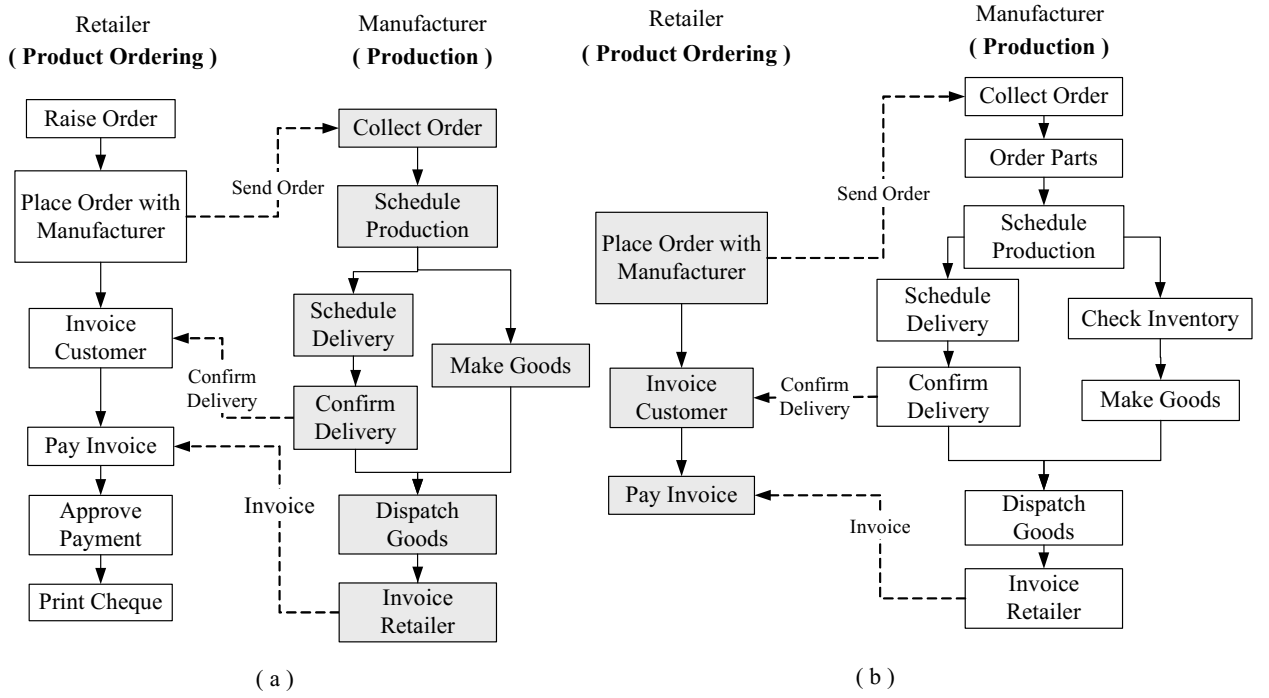 Retailer
( Product Ordering )
Manufacturer
( Production )
Raise Order
Place Order with
Manufacturer
Invoice
Customer
Pay Invoice
Approve
Payment
Print Cheque
Send Order
Confirm
Delivery
Invoice
Collect Order
Schedule
Production
Schedule
Delivery
Make Goods
Confirm
Delivery
Dispatch
Goods
Invoice
Retailer
( a )
Retailer
( Product Ordering )
Manufacturer
( Production )
Place Order with
Manufacturer
Invoice
Customer
Pay Invoice
Send Order
Confirm
Delivery
Invoice
Collect Order
Order Parts
Schedule
Production
Schedule
Delivery
Check Inventory
Confirm
Delivery
Make Goods
Dispatch
Goods
Invoice
Retailer
( b )